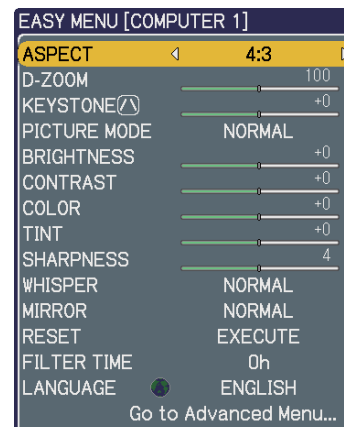 EASY MENU [COMPUTER 1]
ASPECT 4:3
D-ZOOM 100
KEYSTONE +0
PICTURE MODE NORMAL
BRIGHTNESS +0
CONTRAST +0
COLOR +0
TINT +0
SHARPNESS 4
WHISPER NORMAL
MIRROR NORMAL
RESET EXECUTE
FILTER TIME 0h
LANGUAGE ENGLISH
Go to Advanced Menu...